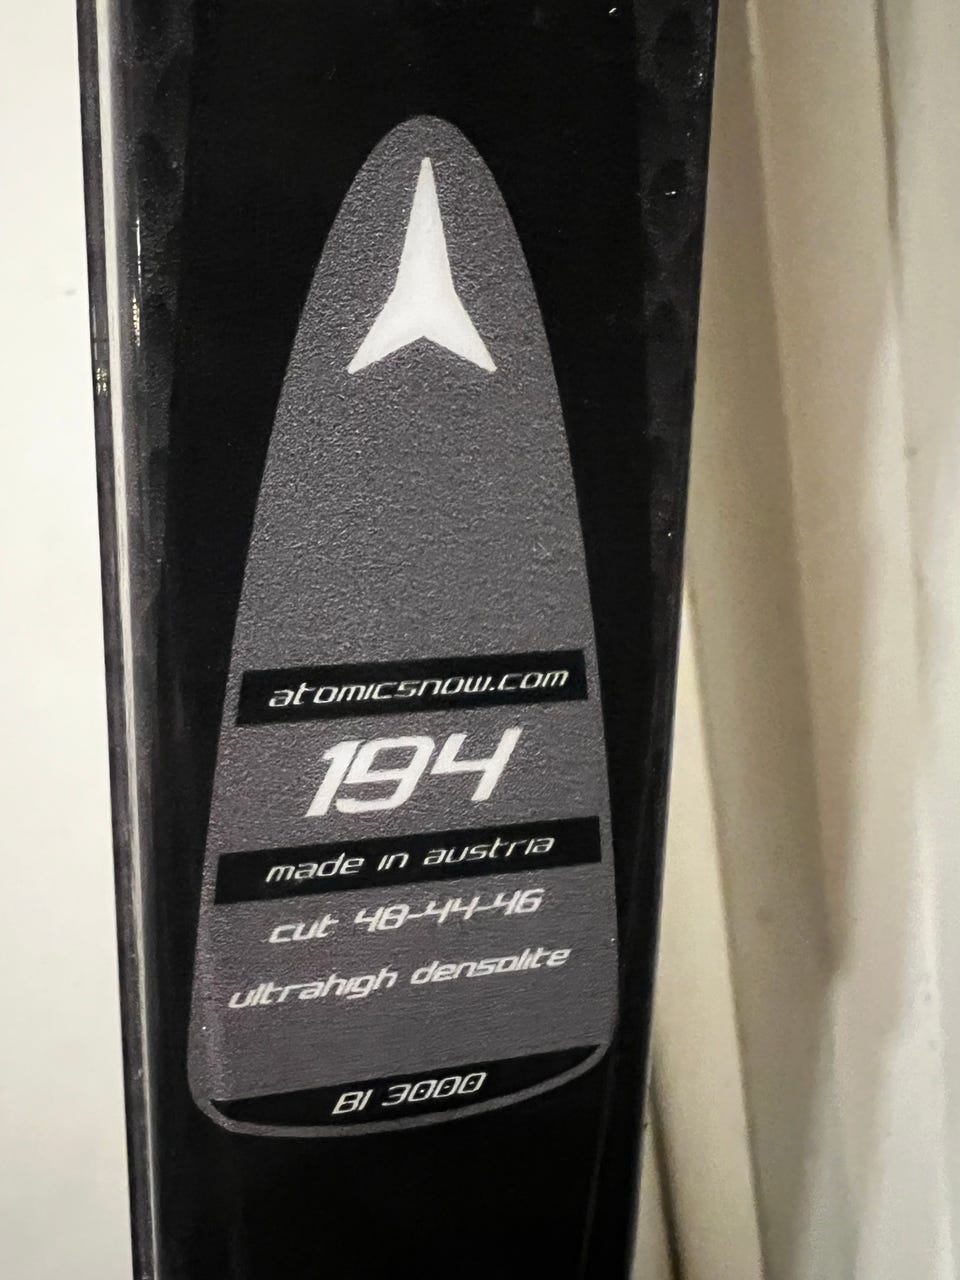 atomicsnow.com
194
made in austria
cut 48-44-46
ultrahigh densolite
BI 3000